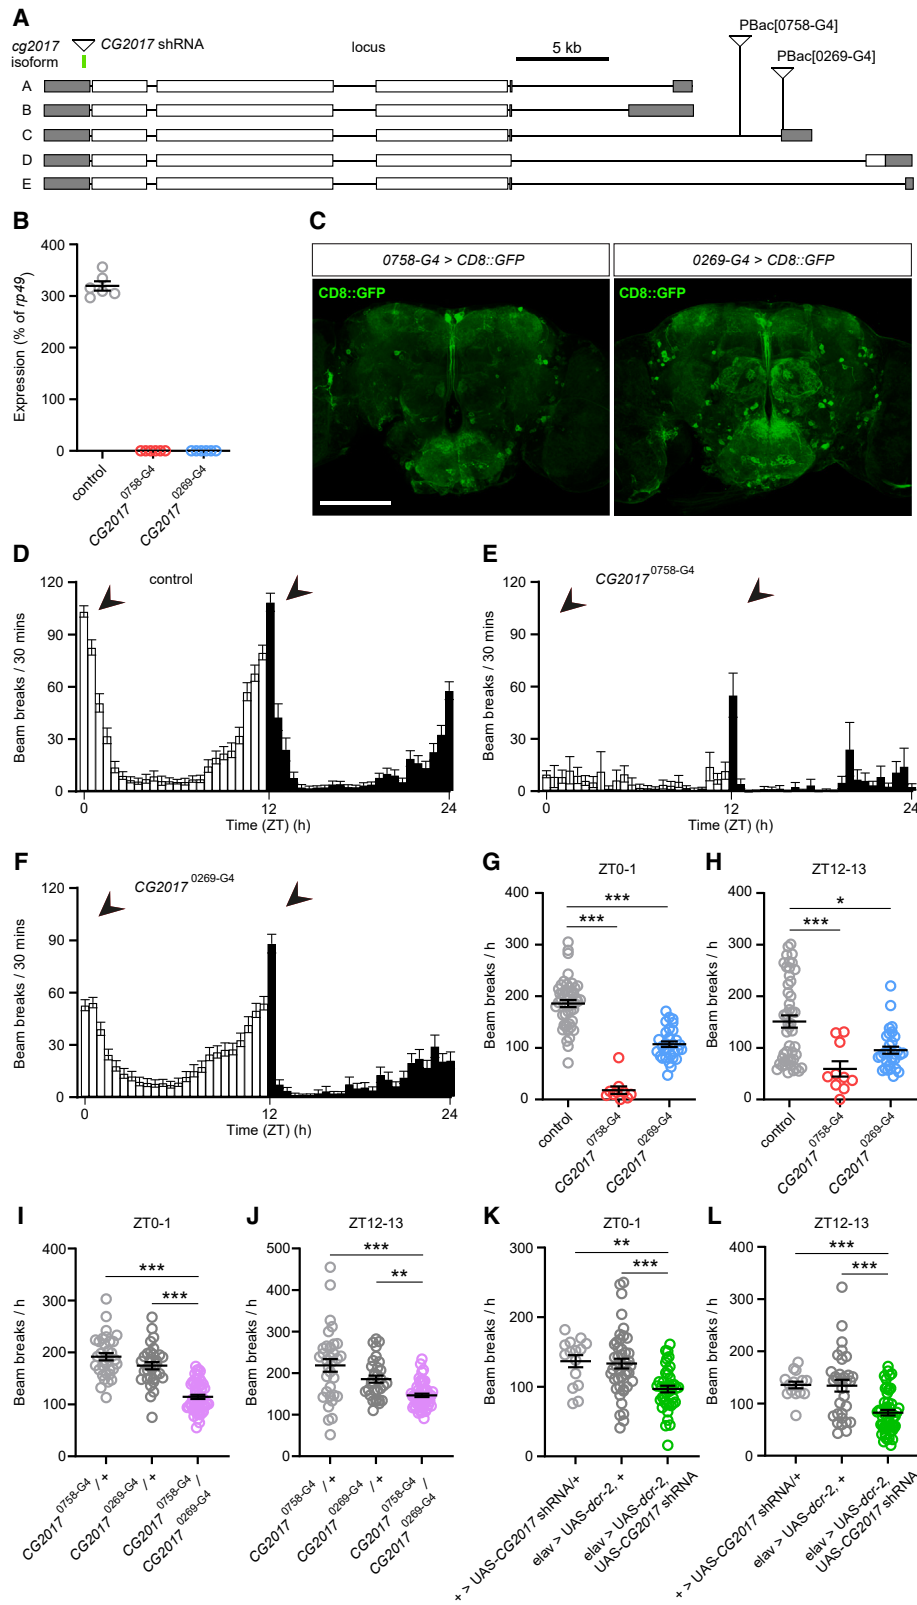 A
cg2017 isoform
CG2017 shRNA
locus
5 kb
PBac[0758-G4]
PBac[0269-G4]
A
B
C
D
E
B
Expression (% of rp49)
400
300
200
100
0
control
CG2017 0758-G4
CG2017 0269-G4
C
0758-G4 > CD8::GFP
0269-G4 > CD8::GFP
CD8::GFP
CD8::GFP
D
control
Beam breaks / 30 mins
120
90
60
30
0
0
12
24
Time (ZT) (h)
E
CG2017 0758-G4
Beam breaks / 30 mins
120
90
60
30
0
0
12
24
Time (ZT) (h)
F
CG2017 0269-G4
Beam breaks / 30 mins
120
90
60
30
0
0
12
24
Time (ZT) (h)
G
ZT0-1
Beam breaks / h
400
300
200
100
0
***
***
control
CG2017 0758-G4
CG2017 0269-G4
H
ZT12-13
Beam breaks / h
400
300
200
100
0
*
***
control
CG2017 0758-G4
CG2017 0269-G4
I
ZT0-1
Beam breaks / h
400
300
200
100
0
***
***
CG2017 0758-G4 / +
CG2017 0269-G4 / +
CG2017 0758-G4 /
CG2017 0269-G4
J
ZT12-13
Beam breaks / h
500
400
300
200
100
0
***
**
CG2017 0758-G4 / +
CG2017 0269-G4 / +
CG2017 0758-G4 /
CG2017 0269-G4
K
ZT0-1
Beam breaks / h
300
200
100
0
**
***
+ > UAS-CG2017 shRNA/+
elav > UAS-dcr-2, +
elav > UAS-dcr-2,
UAS-CG2017 shRNA
L
ZT12-13
Beam breaks / h
400
300
200
100
0
***
***
+ > UAS-CG2017 shRNA/+
elav > UAS-dcr-2, +
elav > UAS-dcr-2,
UAS-CG2017 shRNA